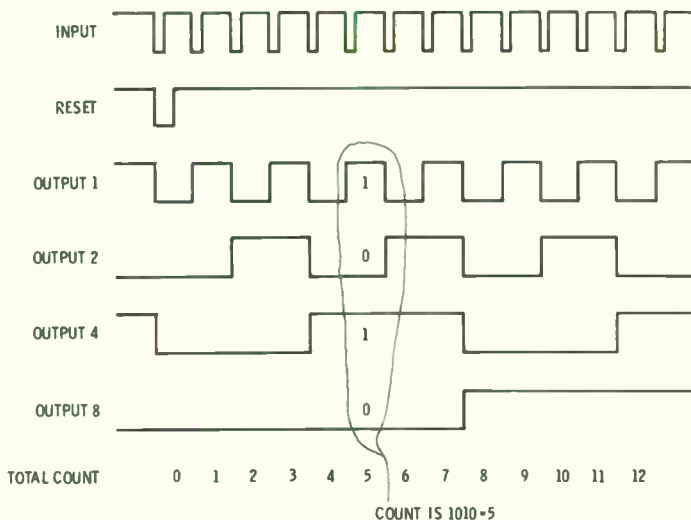 INPUT
RESET
OUTPUT 1
1
OUTPUT 2
0
OUTPUT 4
1
OUTPUT 8
0
TOTAL COUNT 0 1 2 3 4 5 6 7 8 9 10 11 12
COUNT IS 1010=5